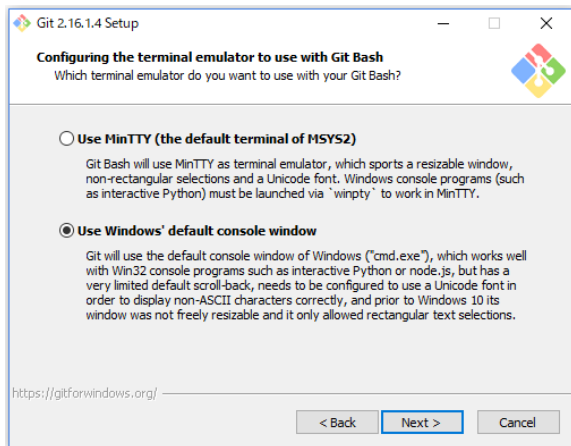 Git 2.16.1.4 Setup
Configuring the terminal emulator to use with Git Bash
Which terminal emulator do you want to use with your Git Bash?
Use MinTTY (the default terminal of MSYS2)
Git Bash will use MinTTY as terminal emulator, which sports a resizable window,
non-rectangular selections and a Unicode font. Windows console programs (such
as interactive Python) must be launched via `winpty` to work in MinTTY.
Use Windows' default console window
Git will use the default console window of Windows ("cmd.exe"), which works well
with Win32 console programs such as interactive Python or node.js, but has a
very limited default scroll-back, needs to be configured to use a Unicode font in
order to display non-ASCII characters correctly, and prior to Windows 10 its
window was not freely resizable and it only allowed rectangular text selections.
https://gitforwindows.org/
< Back
Next >
Cancel